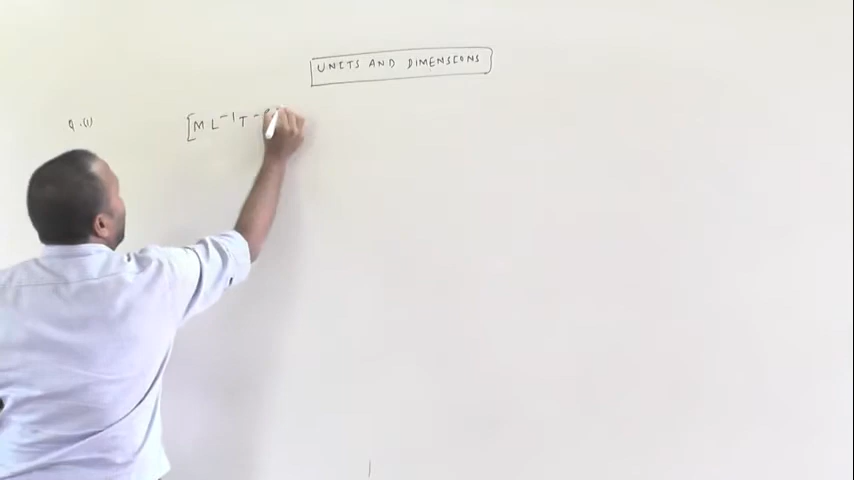 UNITS AND DIMENSIONS
Q.(1) [M L⁻¹ T⁻